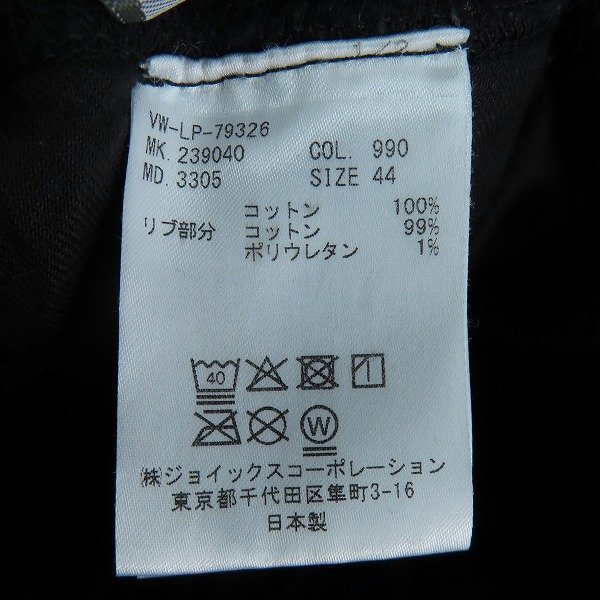 1/2
VW-LP-79326
MK. 239040 COL. 990
MD. 3305 SIZE 44
コットン 100%
リブ部分 コットン 99%
ポリウレタン 1%
40
W
㈱ジョイックスコーポレーション
東京都千代田区隼町3-16
日本製